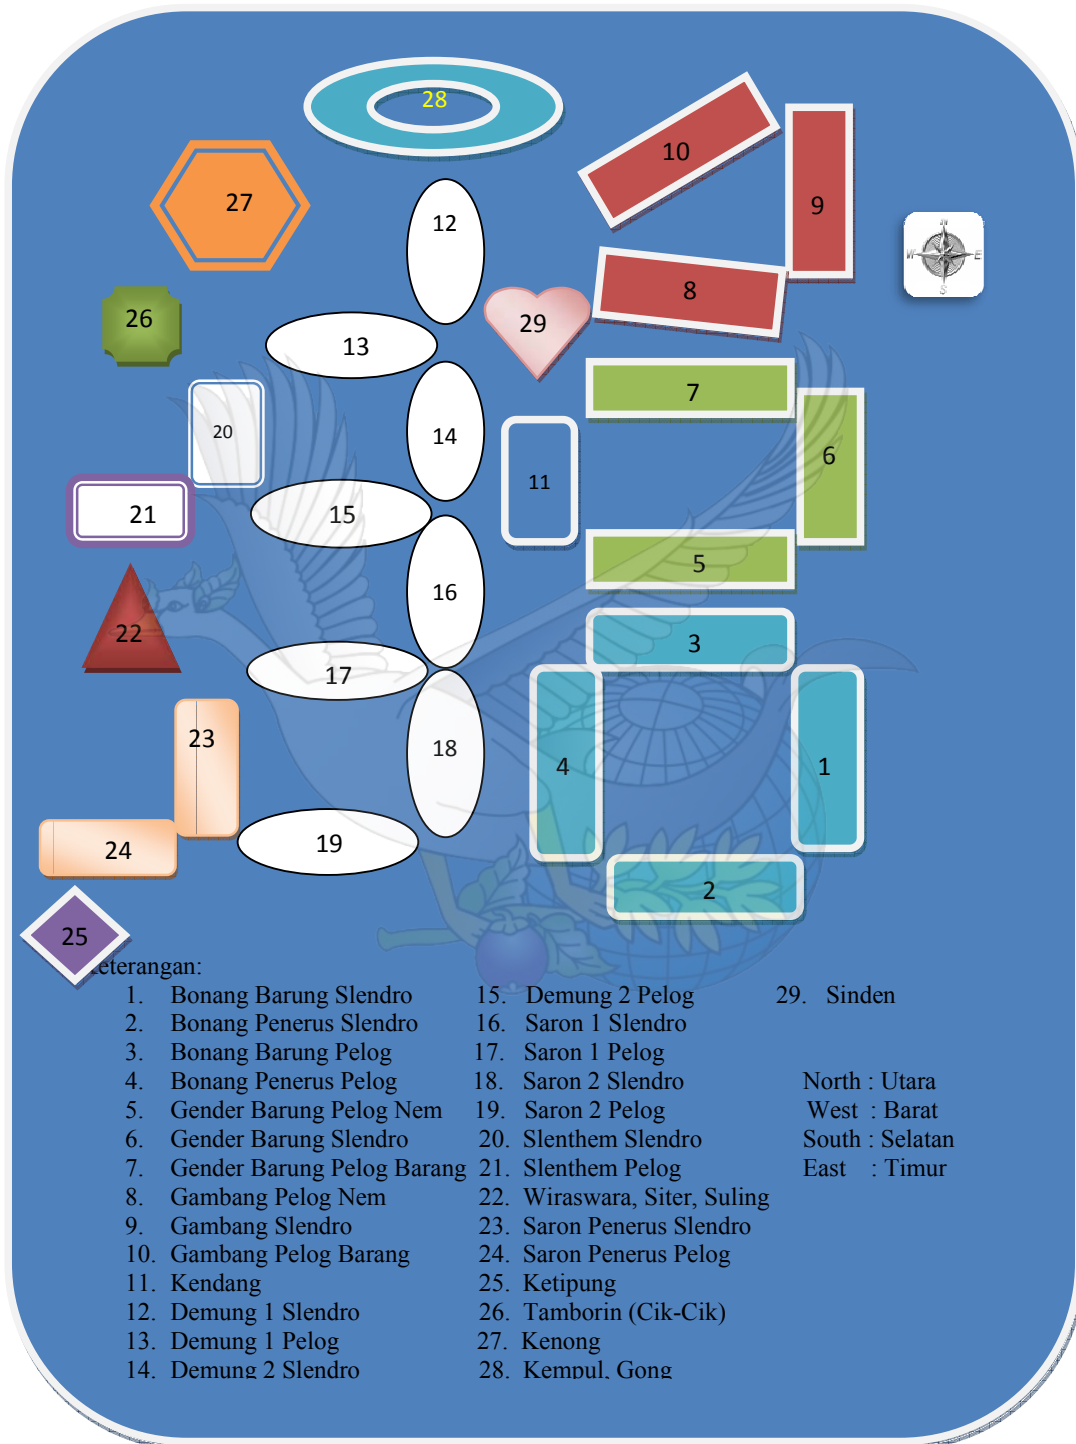 28
10
9
27
12
8
29
26
13
7
14
20
6
11
21
15
5
16
3
22
17
23
18
4
1
19
24
2
25
N
W E
S
eterangan:
1. Bonang Barung Slendro
2. Bonang Penerus Slendro
3. Bonang Barung Pelog
4. Bonang Penerus Pelog
5. Gender Barung Pelog Nem
6. Gender Barung Slendro
7. Gender Barung Pelog Barang
8. Gambang Pelog Nem
9. Gambang Slendro
10. Gambang Pelog Barang
11. Kendang
12. Demung 1 Slendro
13. Demung 1 Pelog
14. Demung 2 Slendro
15. Demung 2 Pelog
16. Saron 1 Slendro
17. Saron 1 Pelog
18. Saron 2 Slendro
19. Saron 2 Pelog
20. Slenthem Slendro
21. Slenthem Pelog
22. Wiraswara, Siter, Suling
23. Saron Penerus Slendro
24. Saron Penerus Pelog
25. Ketipung
26. Tamborin (Cik-Cik)
27. Kenong
28. Kempul, Gong
29. Sinden
North : Utara
West : Barat
South : Selatan
East : Timur